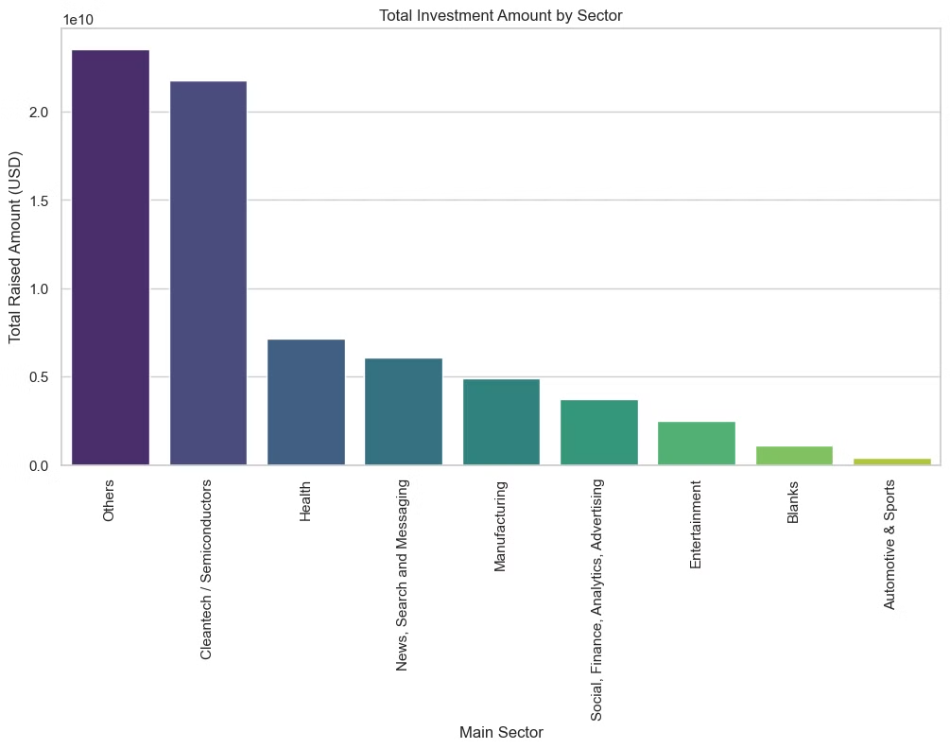 Total Investment Amount by Sector
1e10
Total Raised Amount (USD)
2.0
1.5
1.0
0.5
0.0
Others
Cleantech / Semiconductors
Health
News, Search and Messaging
Manufacturing
Social, Finance, Analytics, Advertising
Entertainment
Blanks
Automotive & Sports
Main Sector